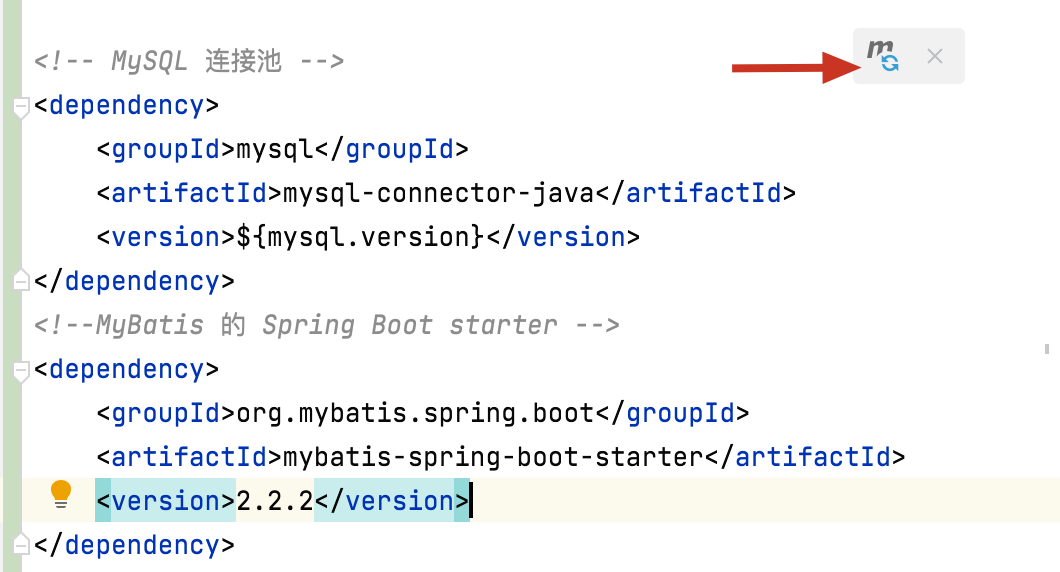 <!-- MySQL 连接池 -->
<dependency>
    <groupId>mysql</groupId>
    <artifactId>mysql-connector-java</artifactId>
    <version>${mysql.version}</version>
</dependency>
<!--MyBatis 的 Spring Boot starter -->
<dependency>
    <groupId>org.mybatis.spring.boot</groupId>
    <artifactId>mybatis-spring-boot-starter</artifactId>
    <version>2.2.2</version>
</dependency>
m